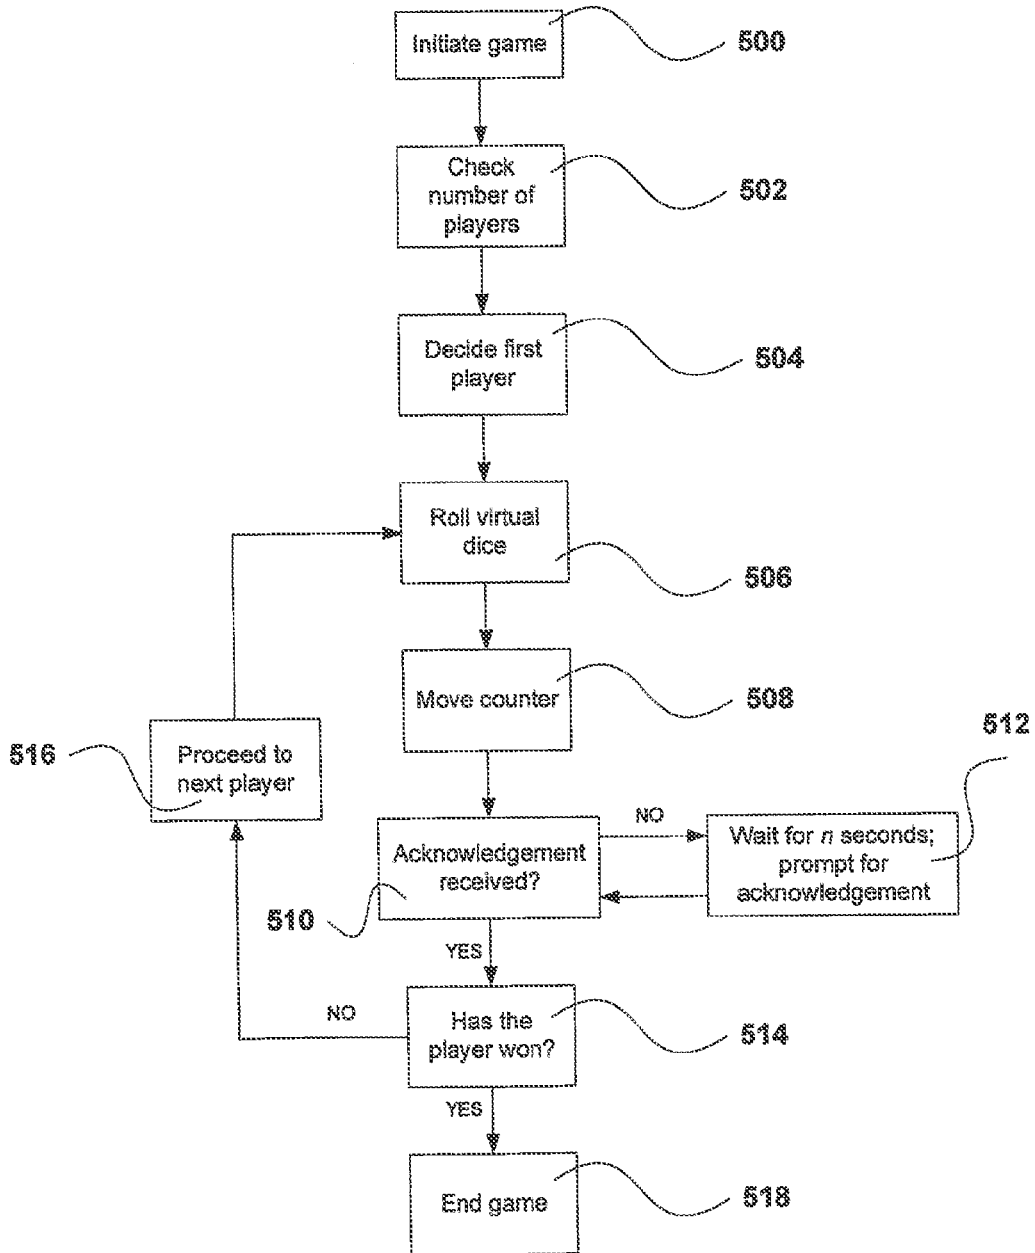 Initiate game
500
Check
number of
players
502
Decide first
player
504
Roll virtual
dice
506
Move counter
508
512
516
Proceed to
next player
NO
Acknowledgement
received?
Wait for n seconds;
prompt for
acknowledgement
510
YES
NO
Has the
player won?
514
YES
End game
518